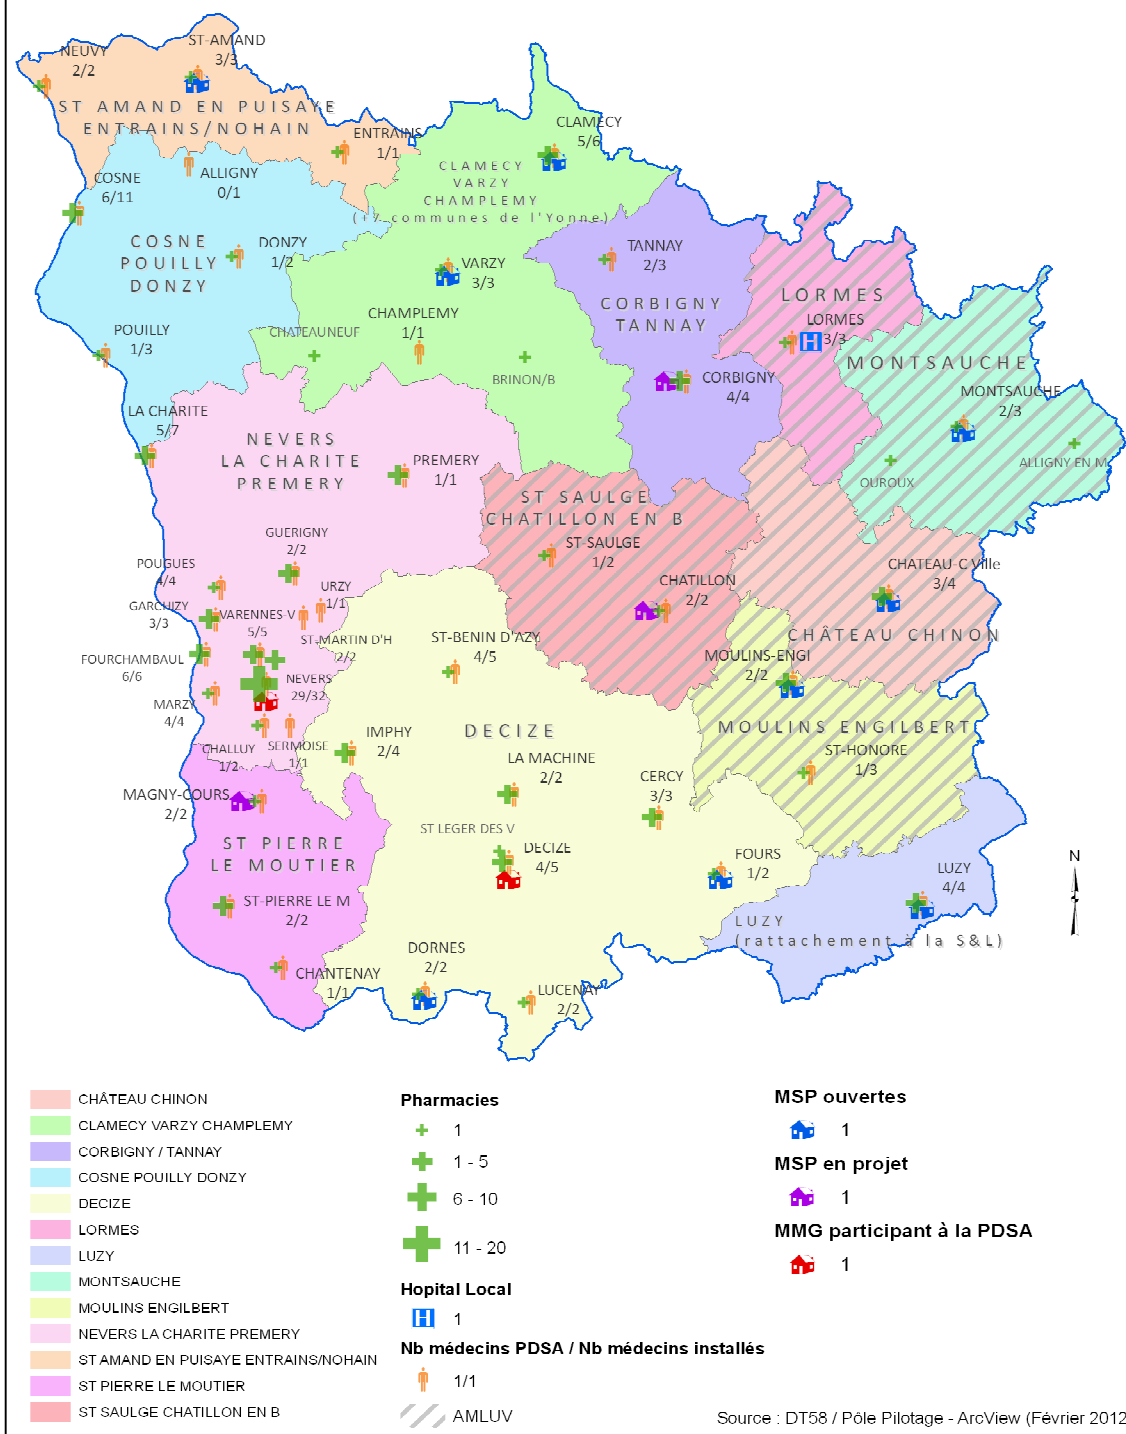 ST-AMAND
3/3
NEUVY
2/2
ST AMAND EN PUISAYE
ENTRAINS/NOHAIN
ENTRAINS
1/1
CLAMECY
5/6
CLAMECY
VARZY
CHAMPLEMY
(+7 communes de l'Yonne)
COSNE
6/11
ALLIGNY
0/1
COSNE
POUILLY
DONZY
DONZY
1/2
VARZY
3/3
TANNAY
2/3
CORBIGNY
TANNAY
LORMES
LORMES
H
3/3
POUILLY
1/3
CHATEAUNEUF
CHAMPLEMY
1/1
BRINON/B
CORBIGNY
4/4
MONTSAUCHE
MONTSAUCHE
2/3
ALLIGNY EN M
OUROUX
LA CHARITE
5/7
NEVERS
LA CHARITE
PREMERY
PREMERY
1/1
ST SAULGE
CHATILLON EN B
ST-SAULGE
1/2
CHATILLON
2/2
CHATEAU-C Ville
3/4
CHÂTEAU CHINON
GUERIGNY
2/2
POUGUES
4/4
URZY
1/1
GARCHIZY
3/3
VARENNES-V
5/5
ST-MARTIN D'H
2/2
FOURCHAMBAUL
6/6
NEVERS
29/32
MARZY
4/4
CHALLUY
1/2
SERMOISE
1/1
ST-BENIN D'AZY
4/5
MOULINS-ENGI
2/2
MOULINS ENGILBERT
ST-HONORE
1/3
DECIZE
IMPHY
2/4
LA MACHINE
2/2
CERCY
3/3
MAGNY-COURS
2/2
ST PIERRE
LE MOUTIER
ST LEGER DES V
DECIZE
4/5
FOURS
1/2
LUZY
4/4
LUZY
(rattachement à la S&L)
ST-PIERRE LE M
2/2
CHANTENAY
1/1
DORNES
2/2
LUCENAY
2/2
N
CHÂTEAU CHINON
CLAMECY VARZY CHAMPLEMY
CORBIGNY / TANNAY
COSNE POUILLY DONZY
DECIZE
LORMES
LUZY
MONTSAUCHE
MOULINS ENGILBERT
NEVERS LA CHARITE PREMERY
ST AMAND EN PUISAYE ENTRAINS/NOHAIN
ST PIERRE LE MOUTIER
ST SAULGE CHATILLON EN B
Pharmacies
1
1 - 5
6 - 10
11 - 20
Hopital Local
H 1
Nb médecins PDSA / Nb médecins installés
1/1
AMLUV
MSP ouvertes
1
MSP en projet
1
MMG participant à la PDSA
1
Source : DT58 / Pôle Pilotage - ArcView (Février 2012